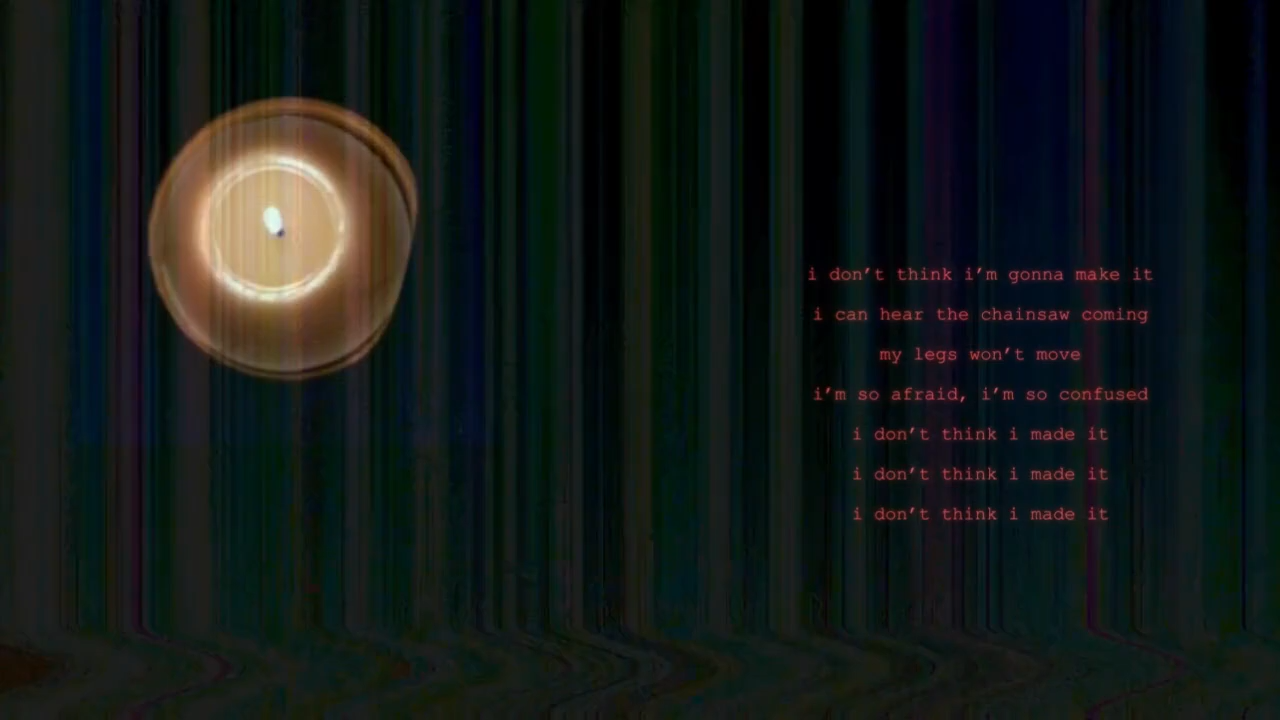 i don’t think i’m gonna make it
i can hear the chainsaw coming
my legs won’t move
i’m so afraid, i’m so confused
i don’t think i made it
i don’t think i made it
i don’t think i made it